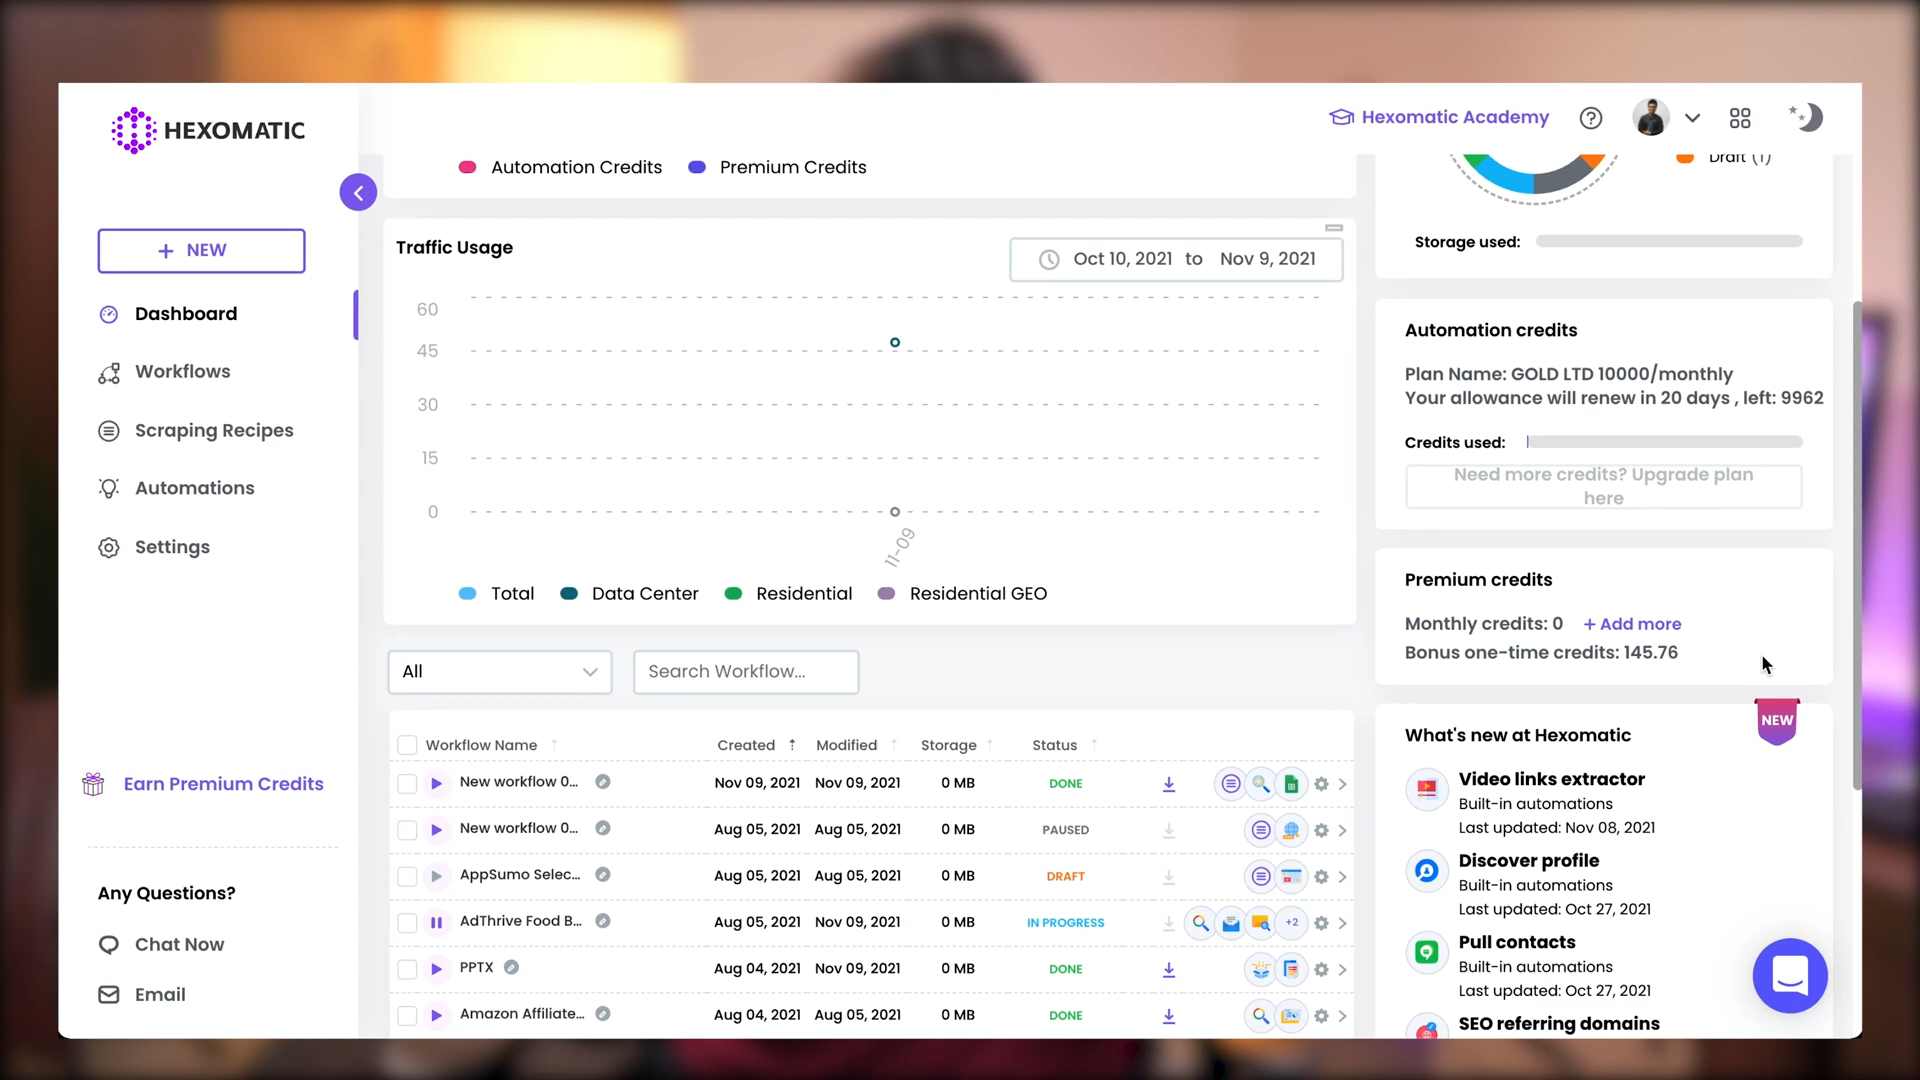 HEXOMATIC
Hexomatic Academy
Automation Credits
Premium Credits
Draft (1)
Storage used:
+ NEW
Dashboard
Workflows
Scraping Recipes
Automations
Settings
Earn Premium Credits
Any Questions?
Chat Now
Email
Traffic Usage
Oct 10, 2021 to Nov 9, 2021
60
45
30
15
0
11-09
Total
Data Center
Residential
Residential GEO
Automation credits
Plan Name: GOLD LTD 10000/monthly
Your allowance will renew in 20 days , left: 9962
Credits used:
Need more credits? Upgrade plan
here
Premium credits
Monthly credits: 0 + Add more
Bonus one-time credits: 145.76
All
Search Workflow...
Workflow Name Created Modified Storage Status
New workflow 0... Nov 09, 2021 Nov 09, 2021 0 MB DONE
New workflow 0... Aug 05, 2021 Aug 05, 2021 0 MB PAUSED
AppSumo Selec... Aug 05, 2021 Aug 05, 2021 0 MB DRAFT
AdThrive Food B... Aug 05, 2021 Nov 09, 2021 0 MB IN PROGRESS +2
PPTX Aug 04, 2021 Nov 09, 2021 0 MB DONE
Amazon Affiliate... Aug 04, 2021 Aug 05, 2021 0 MB DONE
NEW
What's new at Hexomatic
Video links extractor
Built-in automations
Last updated: Nov 08, 2021
Discover profile
Built-in automations
Last updated: Oct 27, 2021
Pull contacts
Built-in automations
Last updated: Oct 27, 2021
SEO referring domains